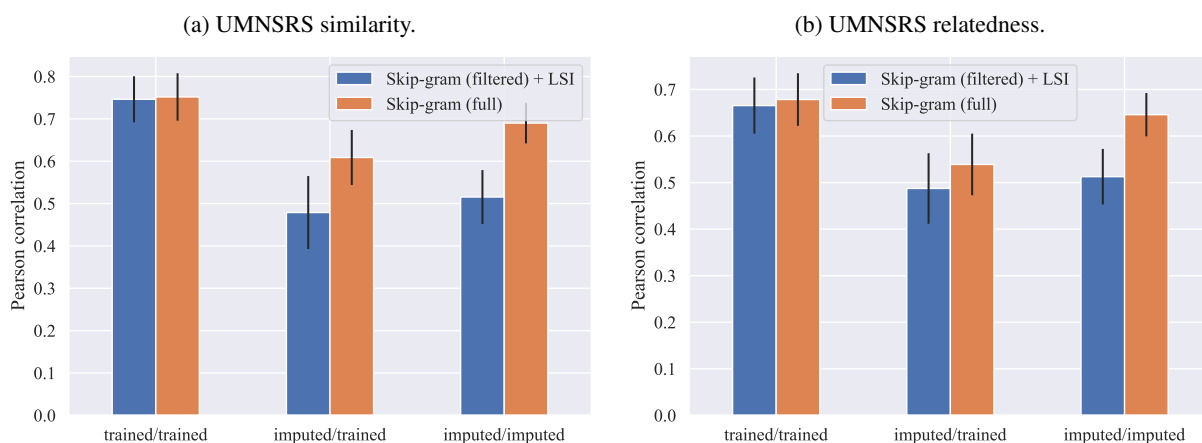 (a) UMNSRS similarity.
Skip-gram (filtered) + LSI
Skip-gram (full)
Pearson correlation
0.8
0.7
0.6
0.5
0.4
0.3
0.2
0.1
0.0
trained/trained
imputed/trained
imputed/imputed
(b) UMNSRS relatedness.
Skip-gram (filtered) + LSI
Skip-gram (full)
Pearson correlation
0.7
0.6
0.5
0.4
0.3
0.2
0.1
0.0
trained/trained
imputed/trained
imputed/imputed